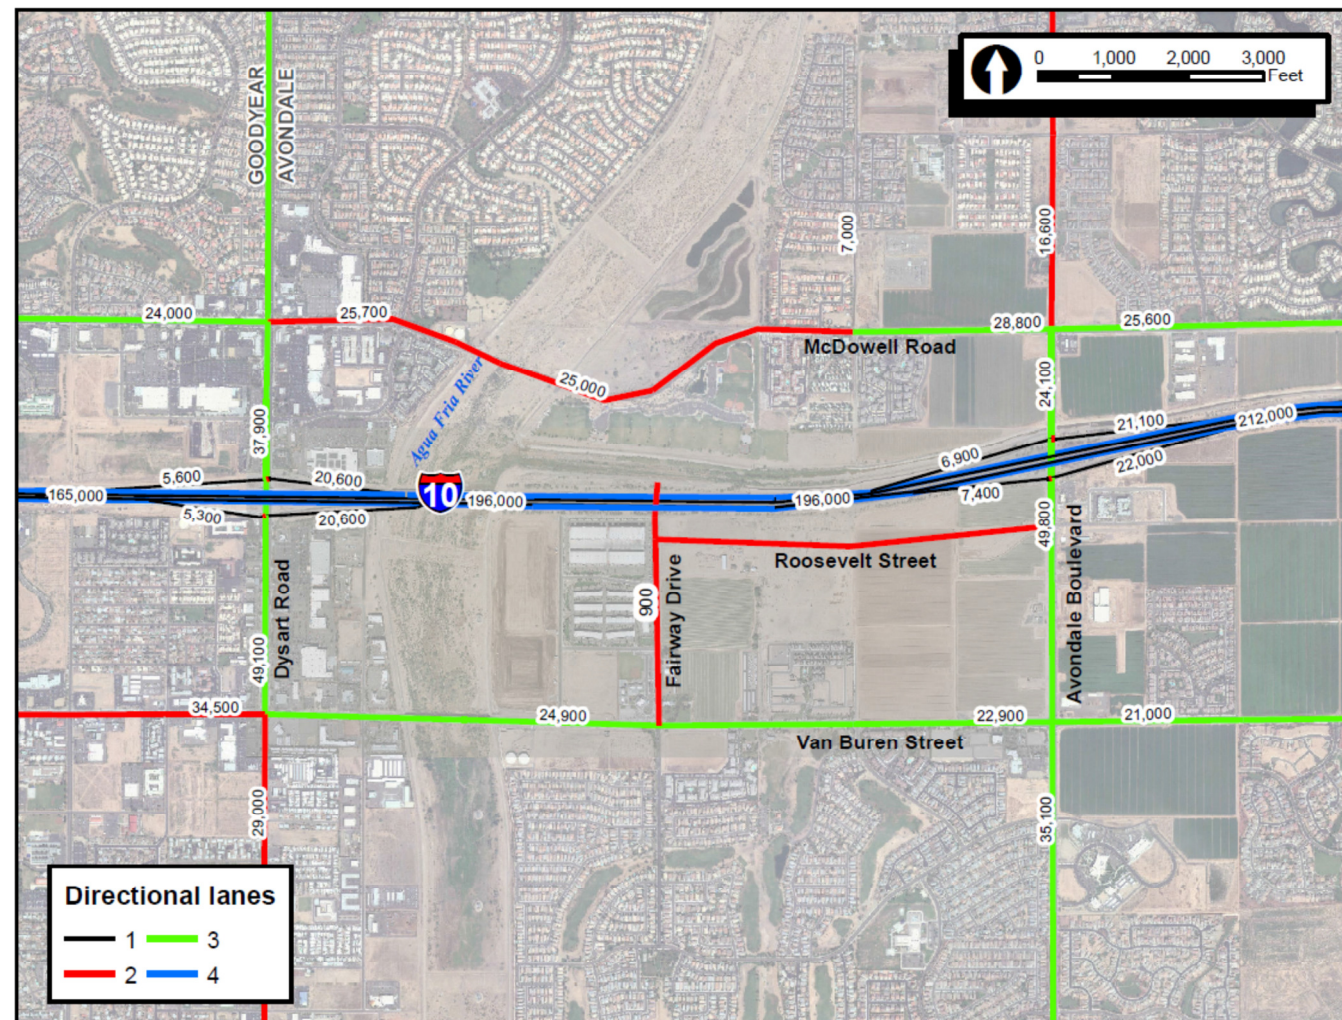 0 1,000 2,000 3,000
Feet
GOODYEAR
AVONDALE
7,000
16,600
24,000
25,700
28,800
25,600
McDowell Road
25,000
Agua Fria River
24,100
37,900
21,100
212,000
6,900
22,000
5,600
20,600
165,000
10
196,000
196,000
7,400
5,300
20,600
49,800
Roosevelt Street
Avondale Boulevard
900
Fairway Drive
Dysart Road
49,100
34,500
24,900
22,900
21,000
Van Buren Street
29,000
35,100
Directional lanes
1 3
2 4